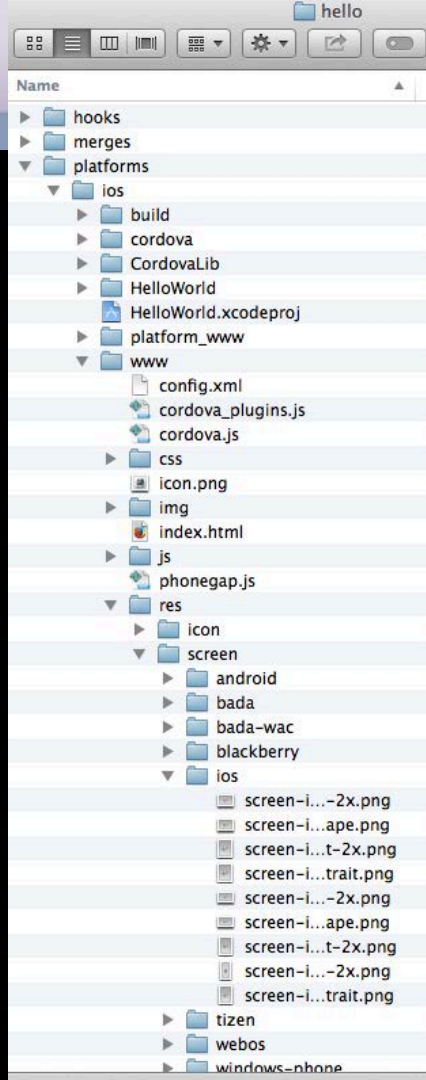 hello
Name
hooks
merges
platforms
ios
build
cordova
CordovaLib
HelloWorld
HelloWorld.xcodeproj
platform_www
www
config.xml
cordova_plugins.js
cordova.js
css
icon.png
img
index.html
js
phonegap.js
res
icon
screen
android
bada
bada-wac
blackberry
ios
screen-i...-2x.png
screen-i...ape.png
screen-i...t-2x.png
screen-i...trait.png
screen-i...-2x.png
screen-i...ape.png
screen-i...t-2x.png
screen-i...-2x.png
screen-i...trait.png
tizen
webos
windows-phone